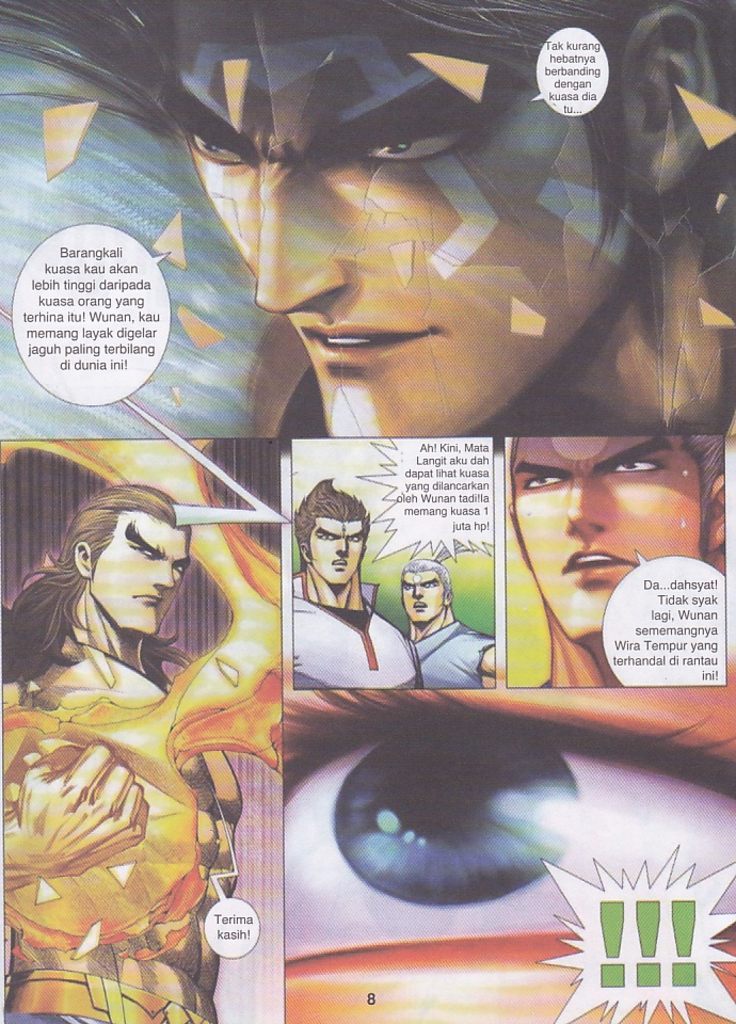 Tak kurang
hebatnya
berbanding
dengan
kuasa dia
tu...
Barangkali
kuasa kau akan
lebih tinggi daripada
kuasa orang yang
terhina itu! Wunan, kau
memang layak digelar
jaguh paling terbilang
di dunia ini!
Ah! Kini, Mata
Langit aku dah
dapat lihat kuasa
yang dilancarkan
oleh Wunan tadi!Ia
memang kuasa 1
juta hp!
Da...dahsyat!
Tidak syak
lagi, Wunan
sememangnya
Wira Tempur yang
terhandal di rantau
ini!
Terima
kasih!
!!!
8